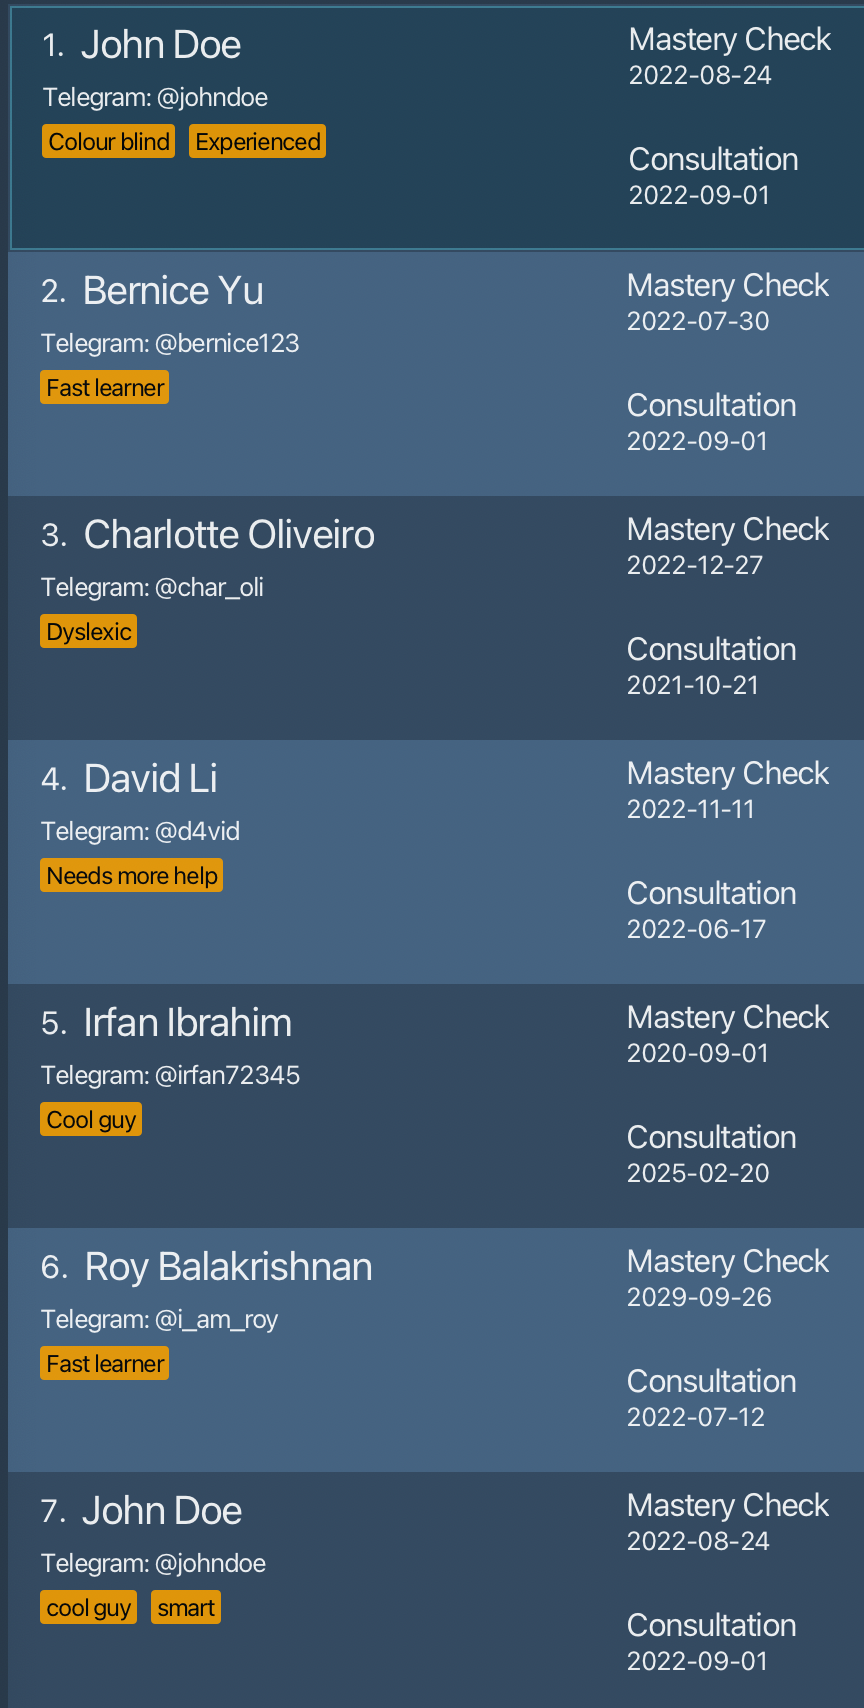 1. John Doe
Telegram: @johndoe
Colour blind Experienced
Mastery Check
2022-08-24
Consultation
2022-09-01
2. Bernice Yu
Telegram: @bernice123
Fast learner
Mastery Check
2022-07-30
Consultation
2022-09-01
3. Charlotte Oliveiro
Telegram: @char_oli
Dyslexic
Mastery Check
2022-12-27
Consultation
2021-10-21
4. David Li
Telegram: @d4vid
Needs more help
Mastery Check
2022-11-11
Consultation
2022-06-17
5. Irfan Ibrahim
Telegram: @irfan72345
Cool guy
Mastery Check
2020-09-01
Consultation
2025-02-20
6. Roy Balakrishnan
Telegram: @i_am_roy
Fast learner
Mastery Check
2029-09-26
Consultation
2022-07-12
7. John Doe
Telegram: @johndoe
cool guy smart
Mastery Check
2022-08-24
Consultation
2022-09-01